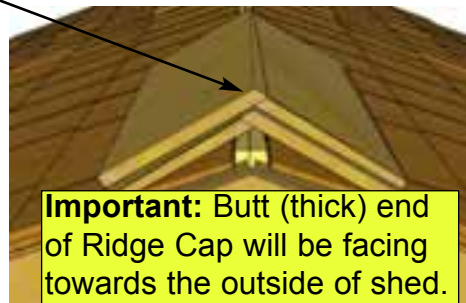 Important: Butt (thick) end
of Ridge Cap will be facing
towards the outside of shed.